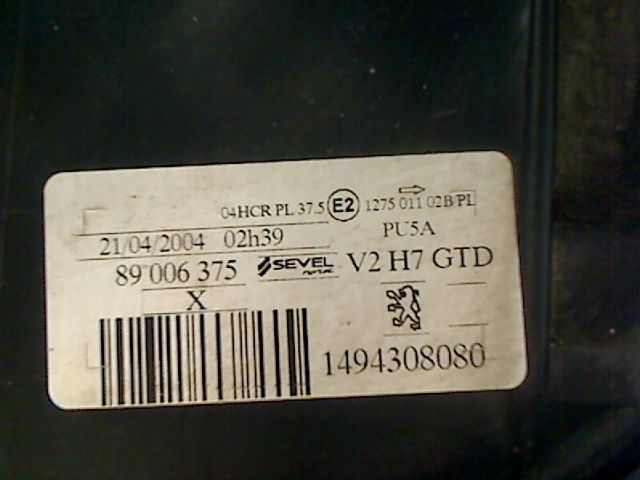 04HCR PL 37.5 E2 1275 011 02B/PL
21/04/2004 02h39 PU5A
89 006 375 SEVEL V2 H7 GTD
X
1494308080